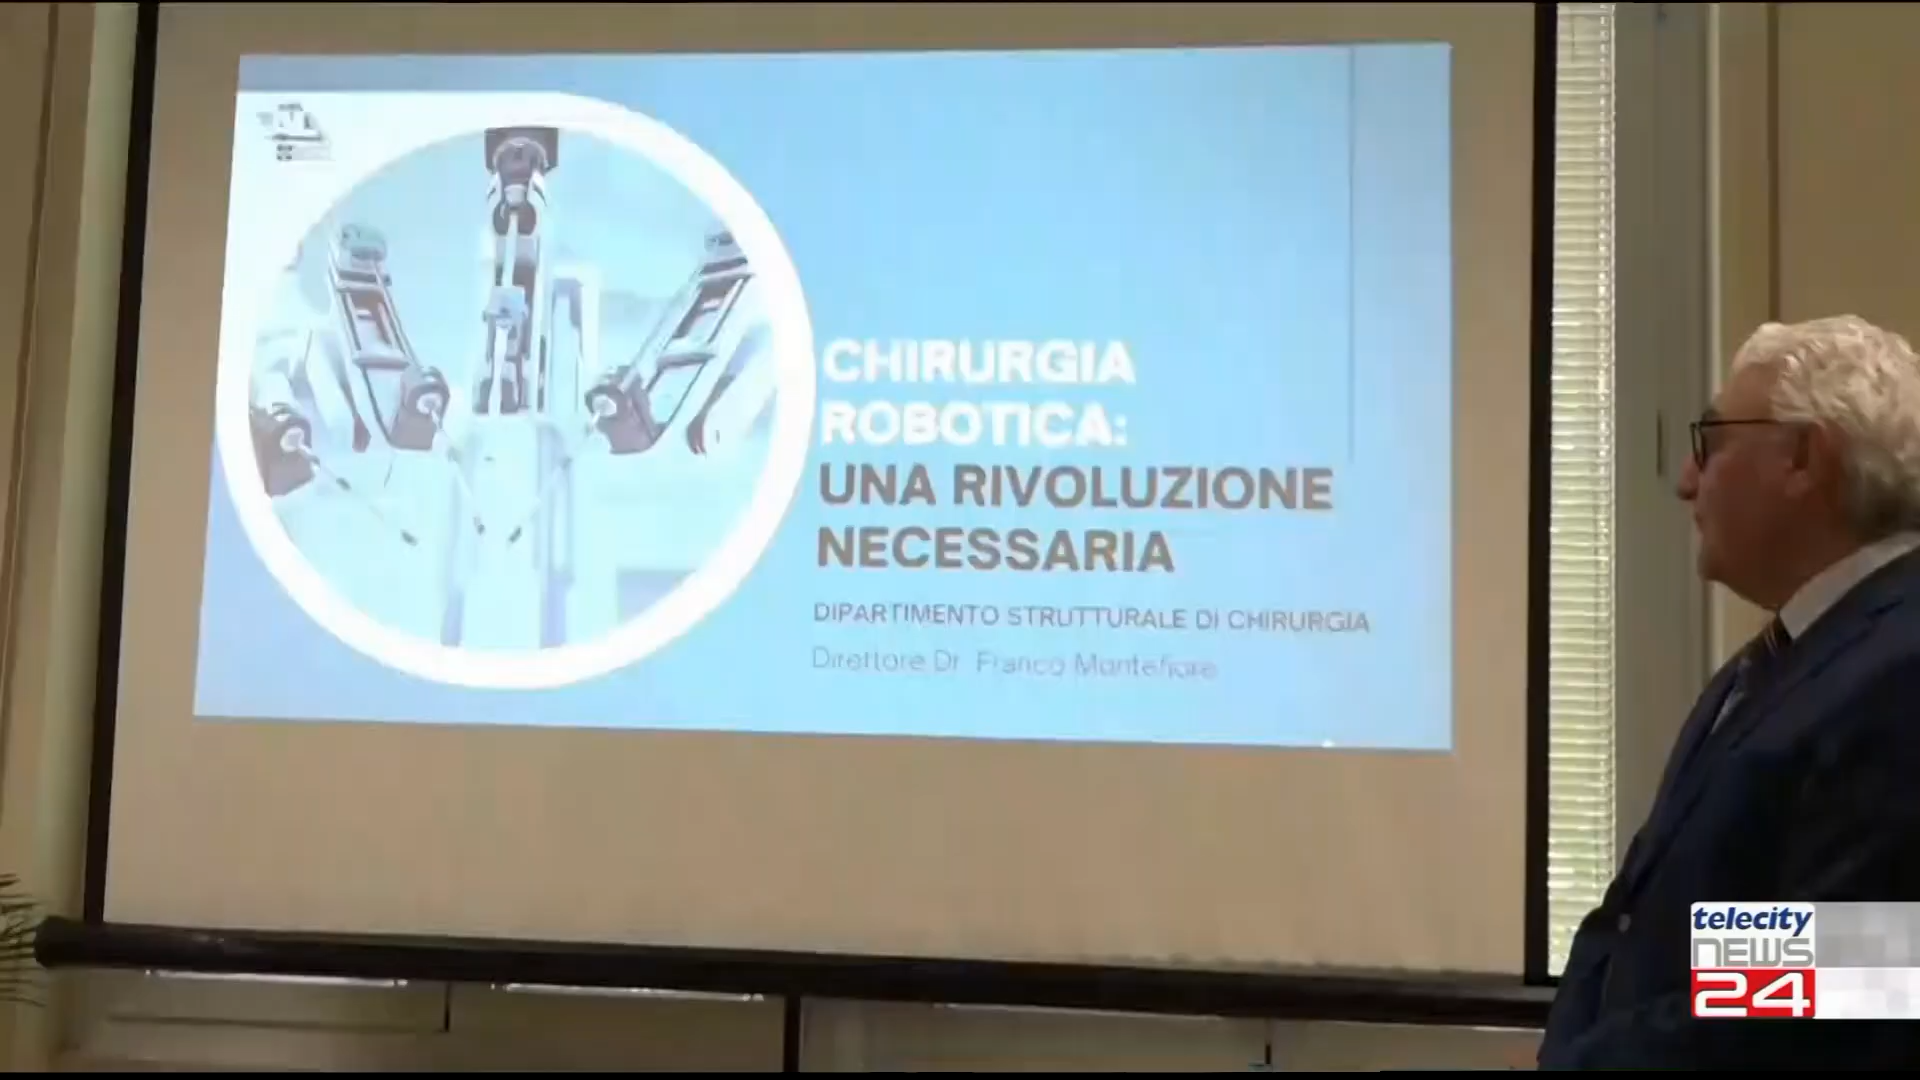 CHIRURGIA
ROBOTICA:
UNA RIVOLUZIONE
NECESSARIA
DIPARTIMENTO STRUTTURALE DI CHIRURGIA
Direttore Dr. Franco Montefiore
telecity
NEWS
24